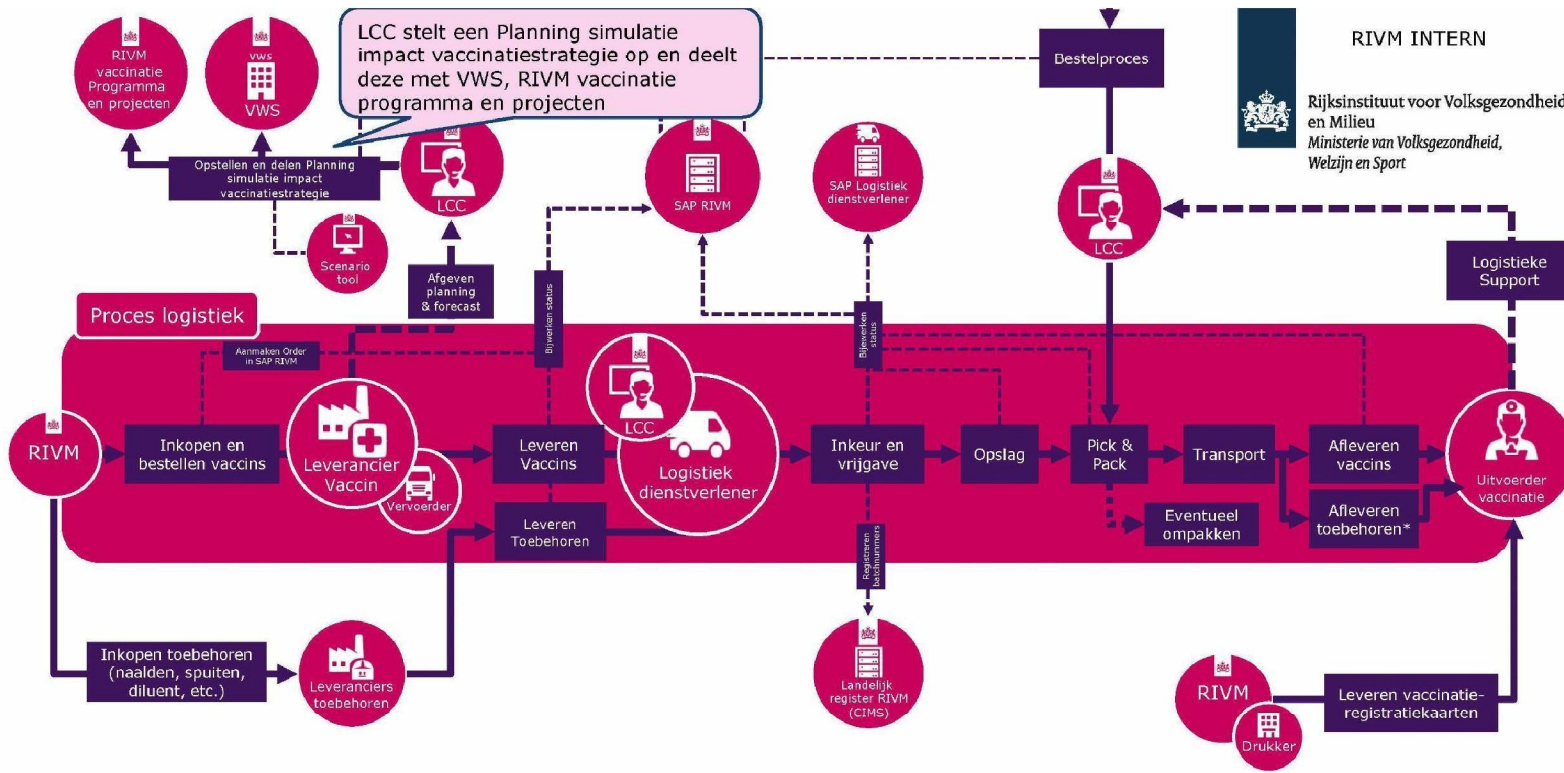 LCC stelt een Planning simulatie
impact vaccinatiestrategie op en deelt
deze met VWS, RIVM vaccinatie
programma en projecten
RIVM
vaccinatie
Programma
en projecten
vws
VWS
Bestelproces
RIVM INTERN
Rijksinstituut voor Volksgezondheid
en Milieu
Ministerie van Volksgezondheid,
Welzijn en Sport
Opstellen en delen Planning
simulatie impact
vaccinatiestrategie
LCC
SAP RIVM
SAP Logistiek
dienstverlener
LCC
Scenario
tool
Afgeven
planning
& forecast
Logistieke
Support
Proces logistiek
Aanmaken Order
in SAP RIVM
Bijwerken status
Bijewerken
status
RIVM
Inkopen en
bestellen vaccins
Leverancier
Vaccin
Vervoerder
Leveren
Vaccins
LCC
Logistiek
dienstverlener
Inkeur en
vrijgave
Opslag
Pick &
Pack
Transport
Afleveren
vaccins
Uitvoerder
vaccinatie
Leveren
Toebehoren
Eventueel
ompakken
Afleveren
toebehoren*
Registreren
batchnummers
Inkopen toebehoren
(naalden, spuiten,
diluent, etc.)
Leveranciers
toebehoren
Landelijk
register RIVM
(CIMS)
RIVM
Drukker
Leveren vaccinatie-
registratiekaarten